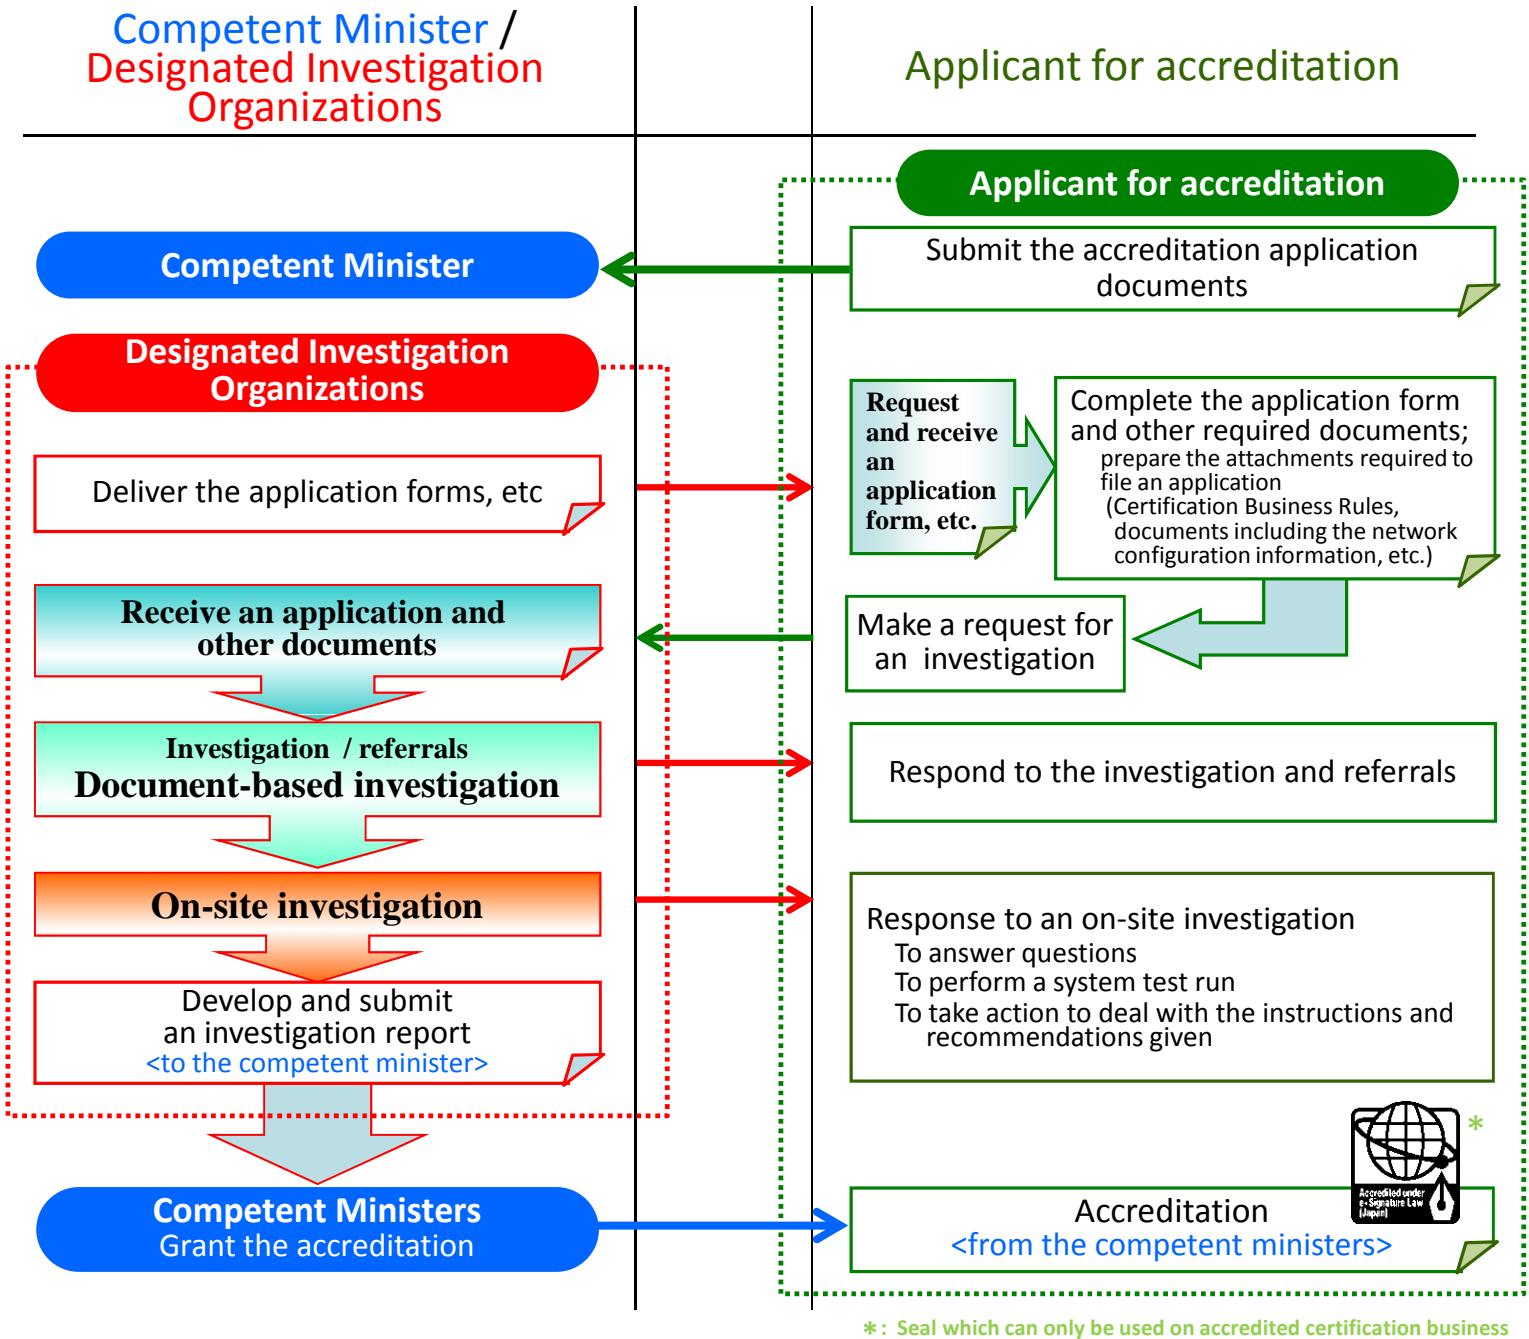 Competent Minister /
Designated Investigation
Organizations
Applicant for accreditation
Applicant for accreditation
Competent Minister
Submit the accreditation application
documents
Designated Investigation
Organizations
Deliver the application forms, etc
Request
and receive
an
application
form, etc.
Complete the application form
and other required documents;
prepare the attachments required to
file an application
(Certification Business Rules,
documents including the network
configuration information, etc.)
Receive an application and
other documents
Make a request for
an investigation
Investigation / referrals
Document-based investigation
Respond to the investigation and referrals
On-site investigation
Response to an on-site investigation
To answer questions
To perform a system test run
To take action to deal with the instructions and
recommendations given
Develop and submit
an investigation report
<to the competent minister>
*
Accredited under
e-Signature Law
(Japan)
Competent Ministers
Grant the accreditation
Accreditation
<from the competent ministers>
*: Seal which can only be used on accredited certification business